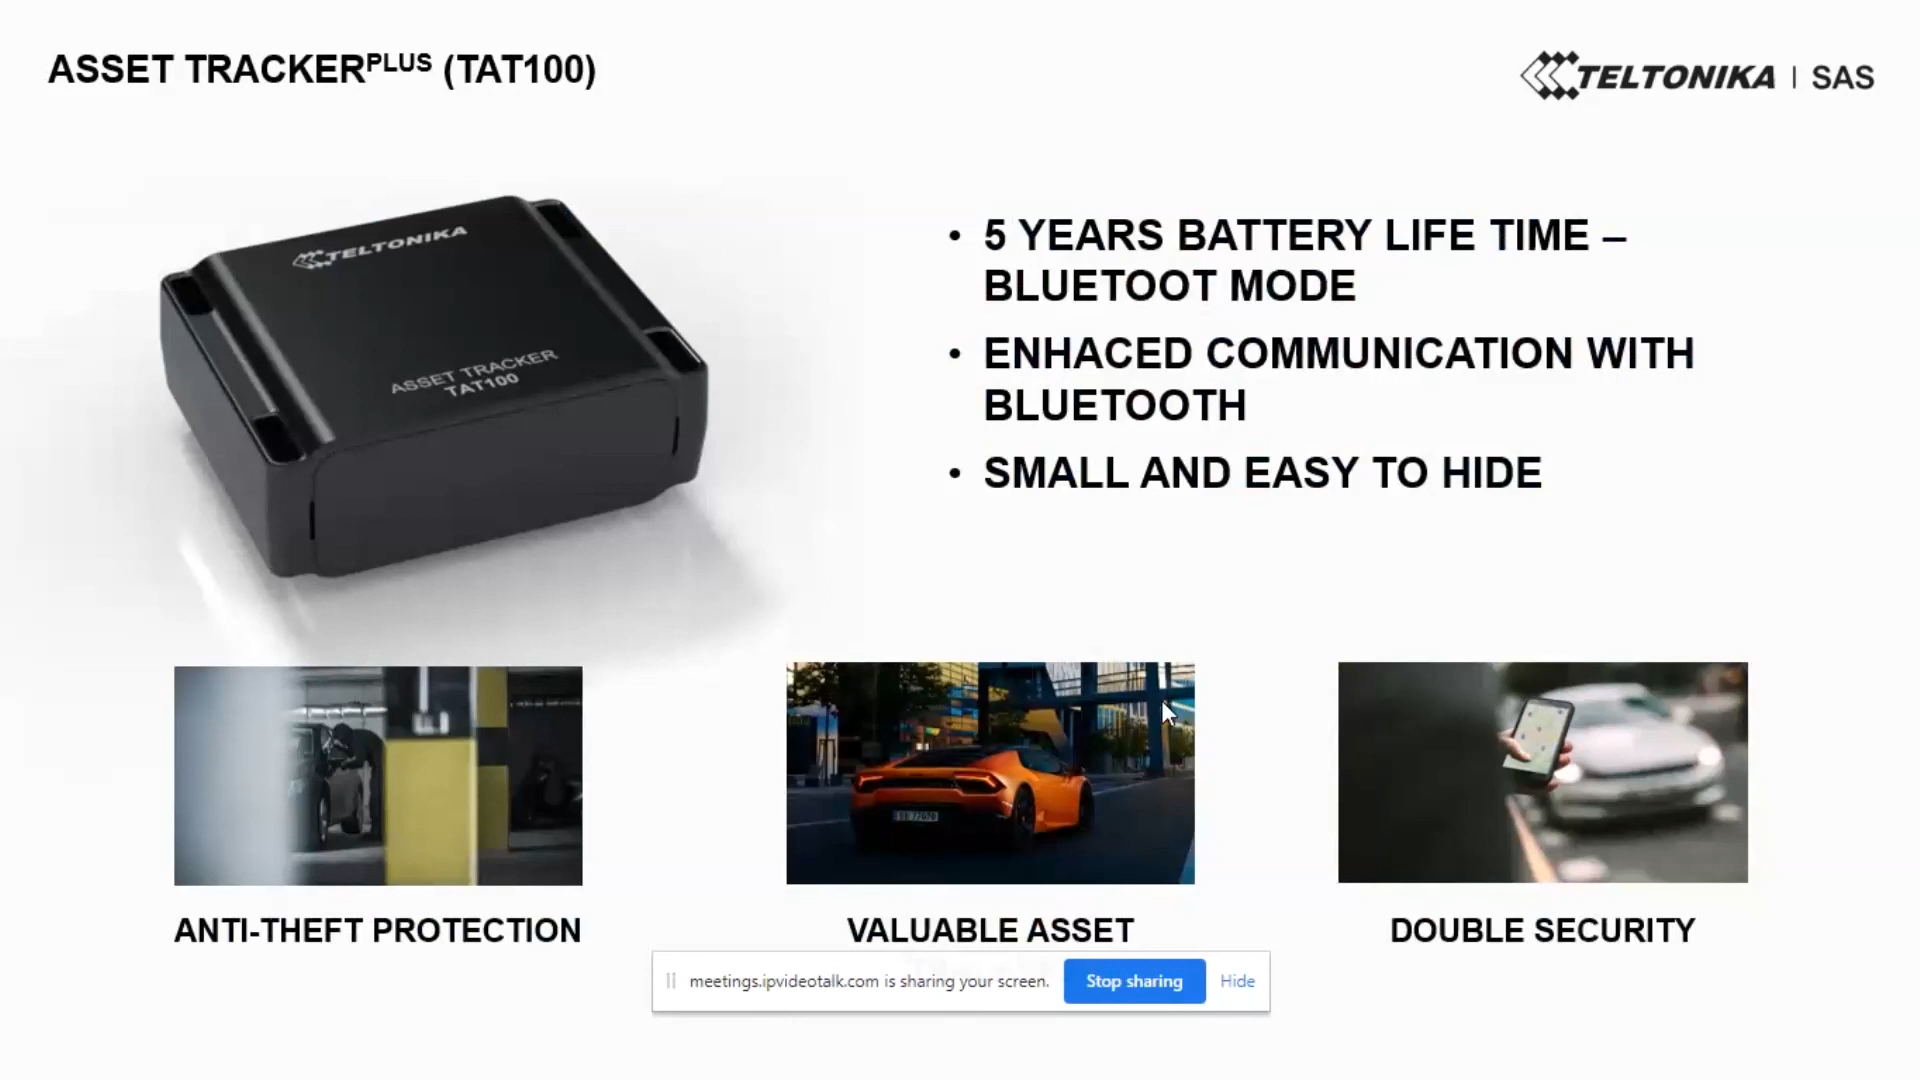 ASSET TRACKERPLUS (TAT100)
TELTONIKA | SAS
TELTONIKA
ASSET TRACKER
TAT100
• 5 YEARS BATTERY LIFE TIME –
BLUETOOT MODE
• ENHACED COMMUNICATION WITH
BLUETOOTH
• SMALL AND EASY TO HIDE
ANTI-THEFT PROTECTION
VALUABLE ASSET
DOUBLE SECURITY
meetings.ipvideotalk.com is sharing your screen.
Stop sharing
Hide